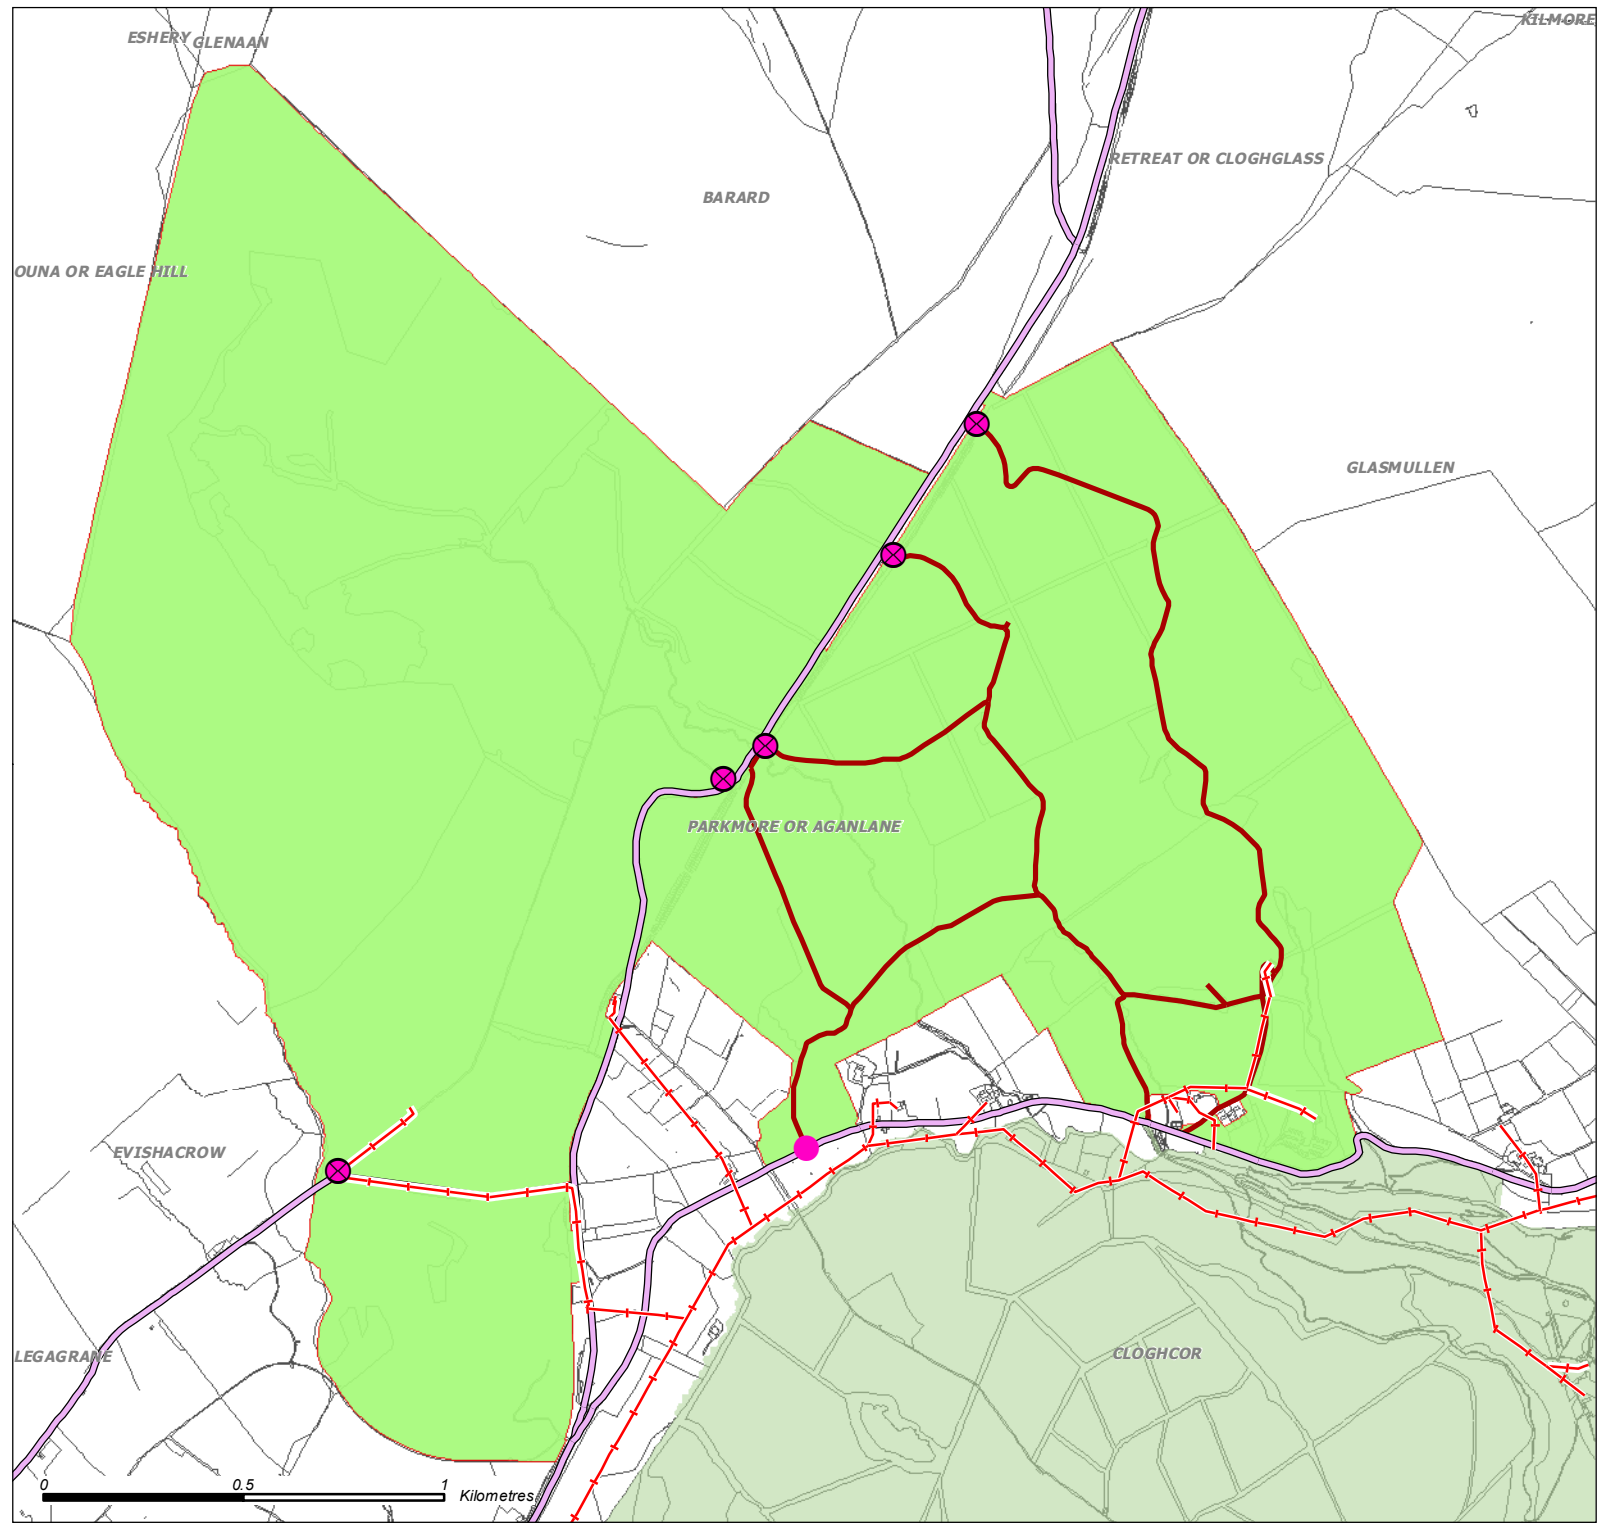 ESHERY
GLENAAN
KILMORE
RETREAT OR CLOGHGLASS
BARARD
OUNA OR EAGLE HILL
GLASMULLEN
PARKMORE OR AGANLANE
EVISHACROW
LEGAGRANE
CLOGHCOR
0 0.5 1
Kilometres